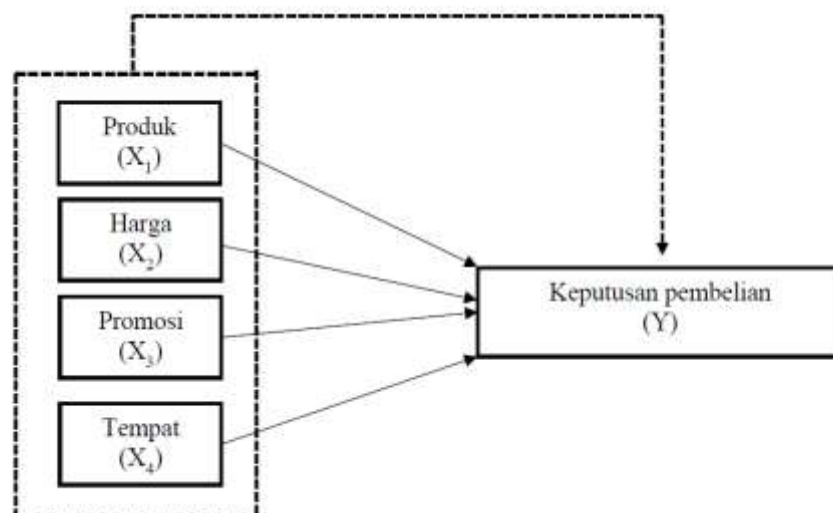 Produk
(X₁)
Harga
(X₂)
Promosi
(X₃)
Tempat
(X₄)
Keputusan pembelian
(Y)